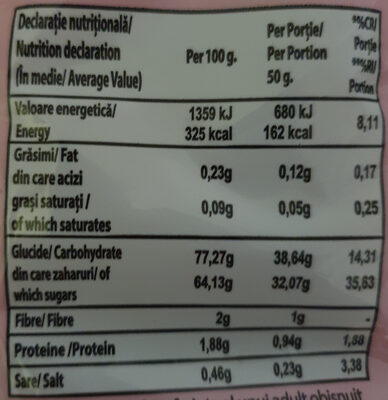 Declarație nutrițională/ Per Porție/ *%CR/
Nutrition declaration Per 100 g. Per Portion Porție
(În medie/ Average Value) 50 g. Portion
Valoare energetică/ 1359 kJ 680 kJ 8,11
Energy 325 kcal 162 kcal
Grăsimi/ Fat 0,23g 0,12g 0,17
din care acizi
grași saturați / 0,09g 0,05g 0,25
of which saturates
Glucide/ Carbohydrate 77,27g 38,64g 14,31
din care zaharuri/ of 64,13g 32,07g 35,63
which sugars
Fibre/ Fibre 2g 1g -
Proteine /Protein 1,88g 0,94g 1,88
Sare/ Salt 0,46g 0,23g 3,38
adult obișnuit